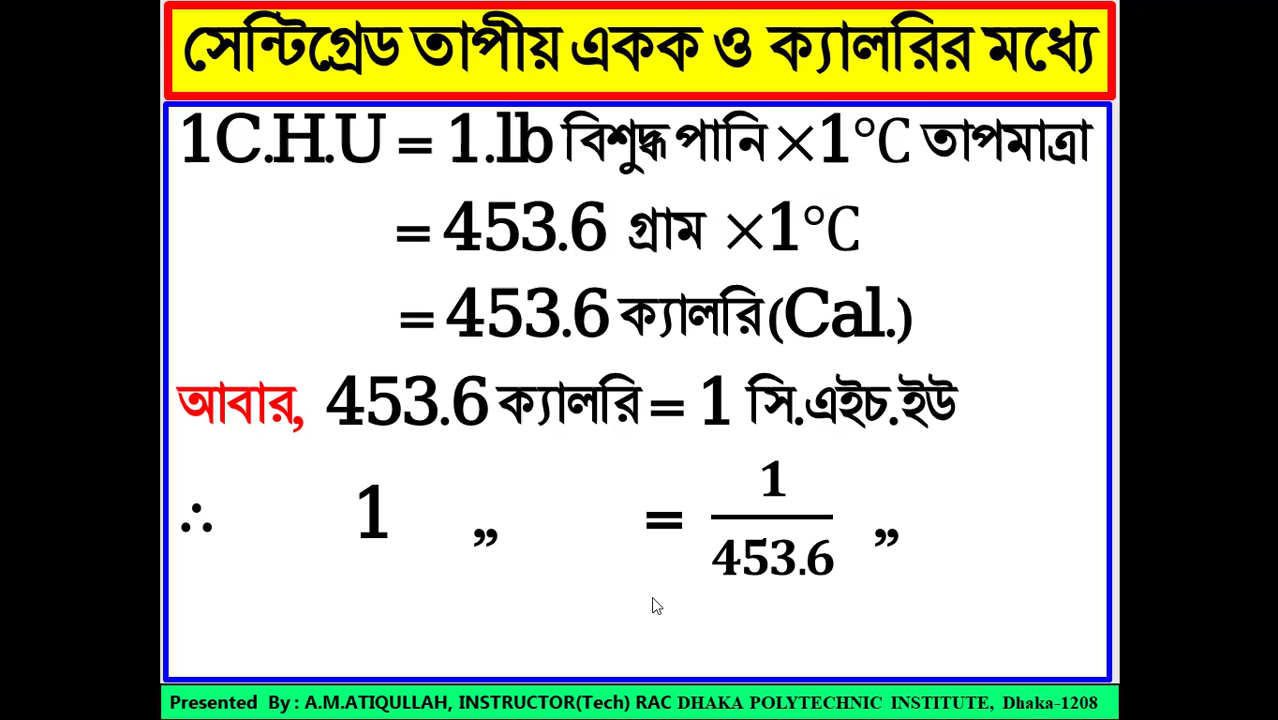 সেন্টিগ্রেড তাপীয় একক ও ক্যালরির মধ্যে
1C.H.U = 1.lb বিশুদ্ধ পানি ×1°C তাপমাত্রা
= 453.6 গ্রাম ×1°C
= 453.6 ক্যালরি (Cal.)
আবার, 453.6 ক্যালরি = 1 সি.এইচ.ইউ
∴ 1 ,, = 1/453.6 ,,
Presented By : A.M.ATIQULLAH, INSTRUCTOR(Tech) RAC DHAKA POLYTECHNIC INSTITUTE, Dhaka-1208